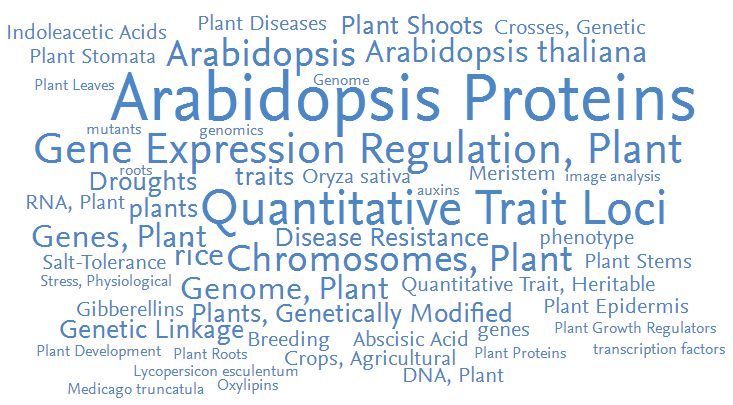 Indoleacetic Acids
Plant Diseases
Plant Shoots
Crosses, Genetic
Plant Stomata
Arabidopsis
Arabidopsis thaliana
Plant Leaves
Genome
Arabidopsis Proteins
mutants
genomics
Gene Expression Regulation, Plant
roots
Droughts
traits
Oryza sativa
Meristem
image analysis
auxins
RNA, Plant
plants
Quantitative Trait Loci
Genes, Plant
Disease Resistance
phenotype
Salt-Tolerance
rice
Chromosomes, Plant
Plant Stems
Stress, Physiological
Genome, Plant
Quantitative Trait, Heritable
Gibberellins
Plants, Genetically Modified
Plant Epidermis
Genetic Linkage
Breeding
Abscisic Acid
genes
Plant Growth Regulators
Plant Development
Plant Roots
Crops, Agricultural
Plant Proteins
transcription factors
Lycopersicon esculentum
DNA, Plant
Medicago truncatula
Oxylipins